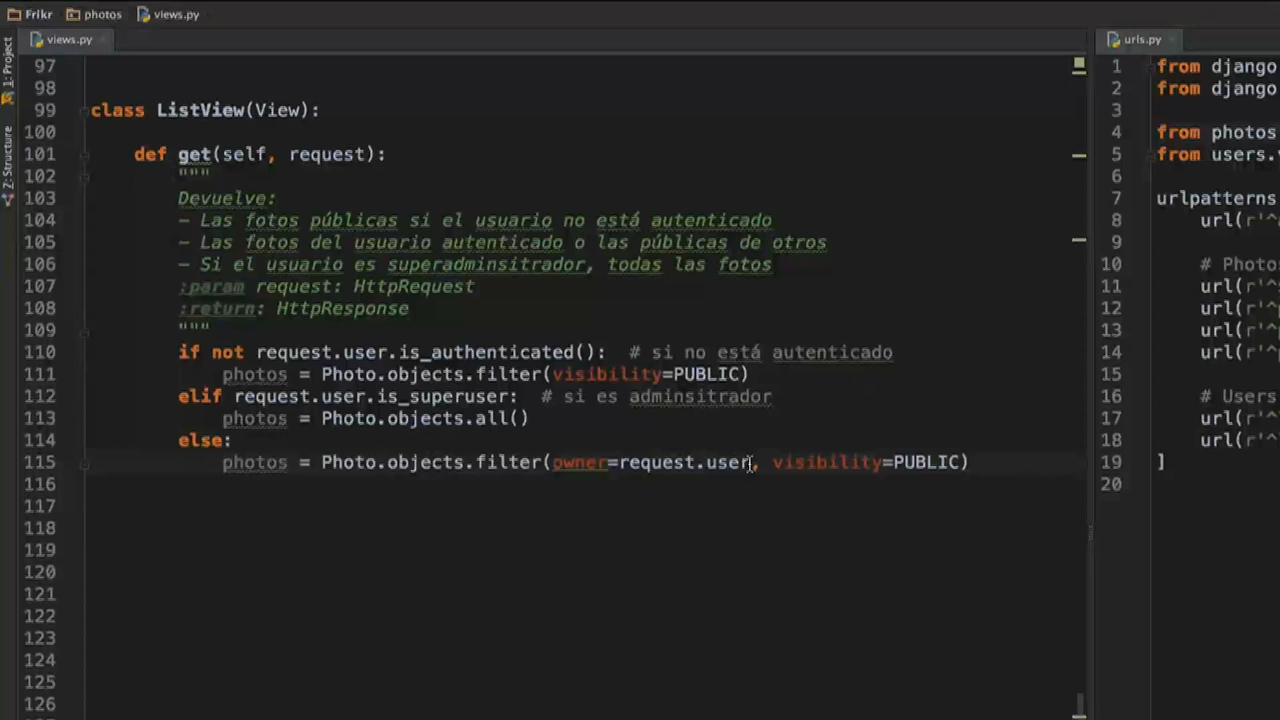 Frikr photos views.py
views.py
urls.py
1: Project
Z: Structure
97
98
99 class ListView(View):
100
101 def get(self, request):
102 """
103 Devuelve:
104 - Las fotos públicas si el usuario no está autenticado
105 - Las fotos del usuario autenticado o las públicas de otros
106 - Si el usuario es superadminsitrador, todas las fotos
107 :param request: HttpRequest
108 :return: HttpResponse
109 """
110 if not request.user.is_authenticated(): # si no está autenticado
111 photos = Photo.objects.filter(visibility=PUBLIC)
112 elif request.user.is_superuser: # si es adminsitrador
113 photos = Photo.objects.all()
114 else:
115 photos = Photo.objects.filter(owner=request.user, visibility=PUBLIC)
116
117
118
119
120
121
122
123
124
125
126
1 from django
2 from django
3
4 from photos
5 from users.
6
7 urlpatterns
8 url(r'^
9
10 # Photo
11 url(r'^
12 url(r'^
13 url(r'^
14 url(r'^
15
16 # Users
17 url(r'^
18 url(r'^
19 ]
20